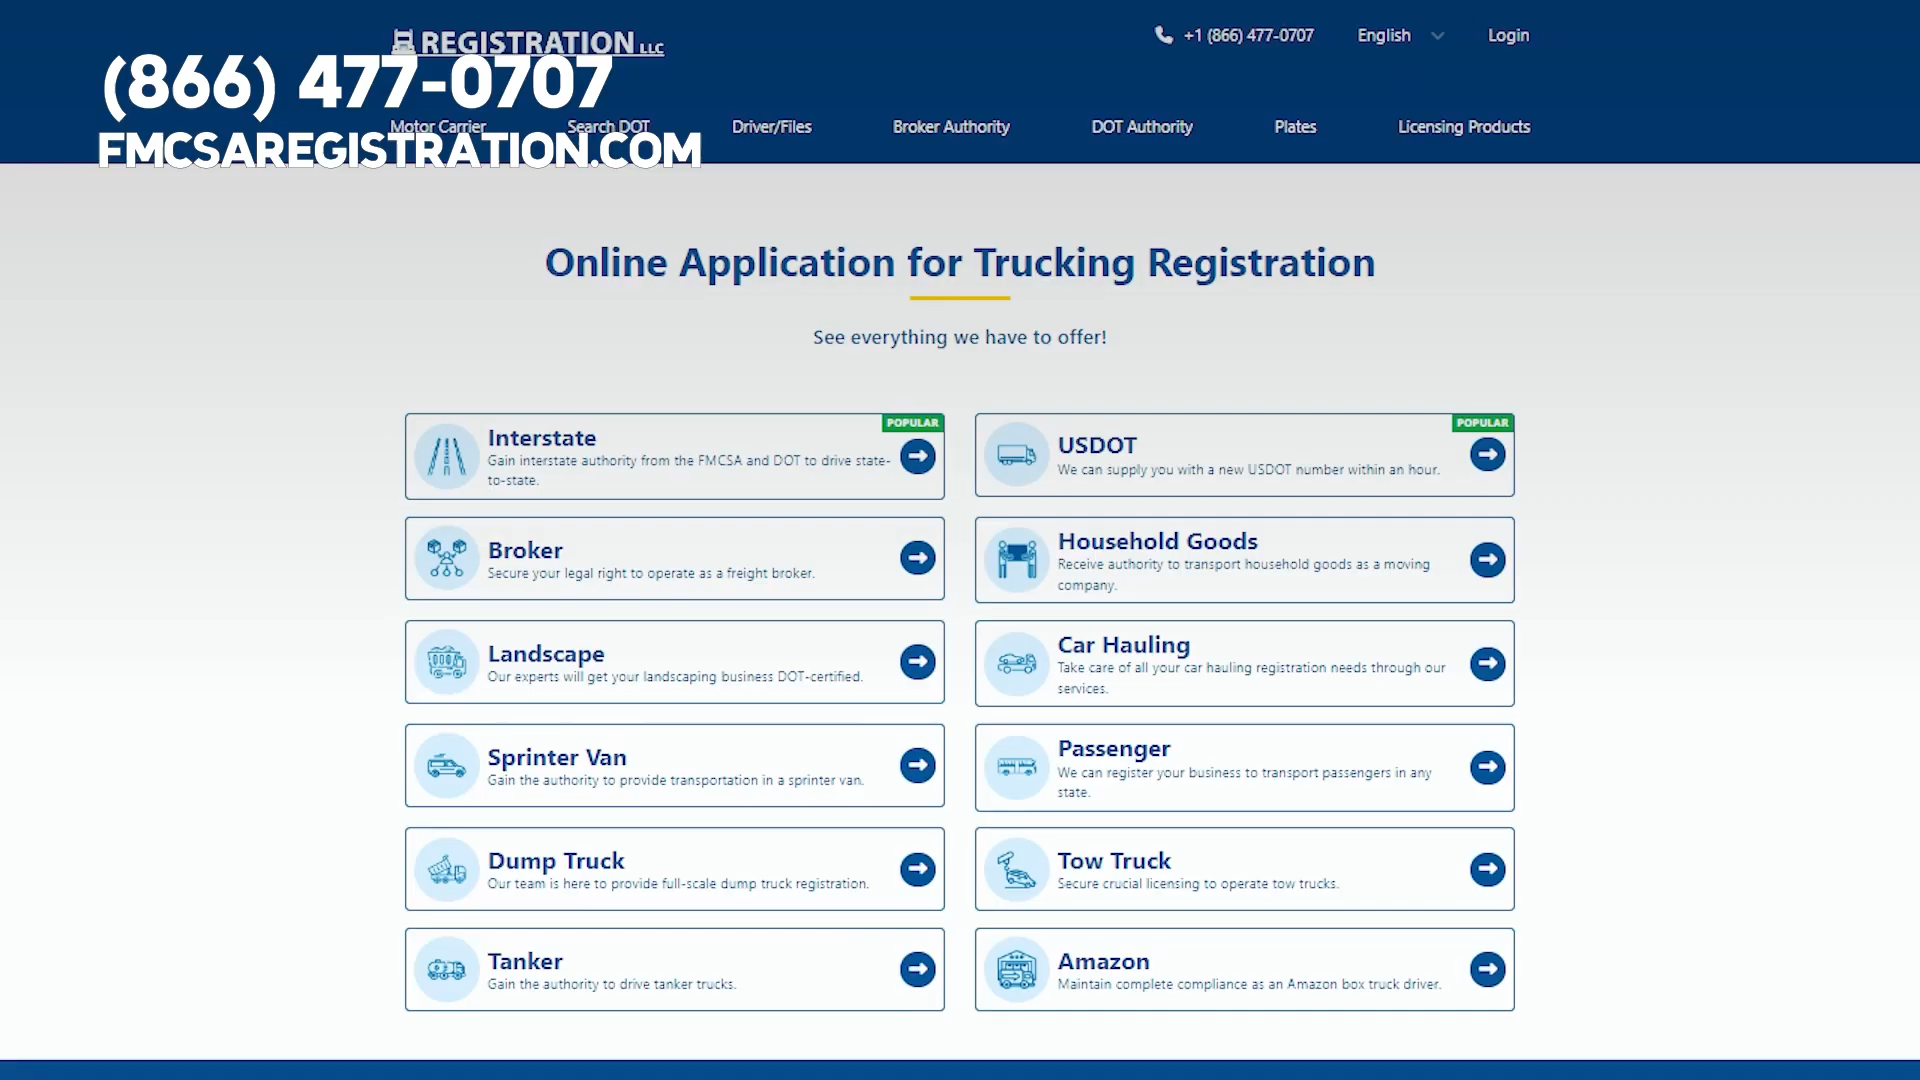 REGISTRATION LLC
+1 (866) 477-0707
English
Login
(866) 477-0707
Motor Carrier
Search DOT
Driver/Files
Broker Authority
DOT Authority
Plates
Licensing Products
FMCSAREGISTRATION.COM
Online Application for Trucking Registration
See everything we have to offer!
POPULAR
Interstate
Gain interstate authority from the FMCSA and DOT to drive state-
to-state.
POPULAR
USDOT
We can supply you with a new USDOT number within an hour.
Broker
Secure your legal right to operate as a freight broker.
Household Goods
Receive authority to transport household goods as a moving
company.
Landscape
Our experts will get your landscaping business DOT-certified.
Car Hauling
Take care of all your car hauling registration needs through our
services.
Sprinter Van
Gain the authority to provide transportation in a sprinter van.
Passenger
We can register your business to transport passengers in any
state.
Dump Truck
Our team is here to provide full-scale dump truck registration.
Tow Truck
Secure crucial licensing to operate tow trucks.
Tanker
Gain the authority to drive tanker trucks.
Amazon
Maintain complete compliance as an Amazon box truck driver.